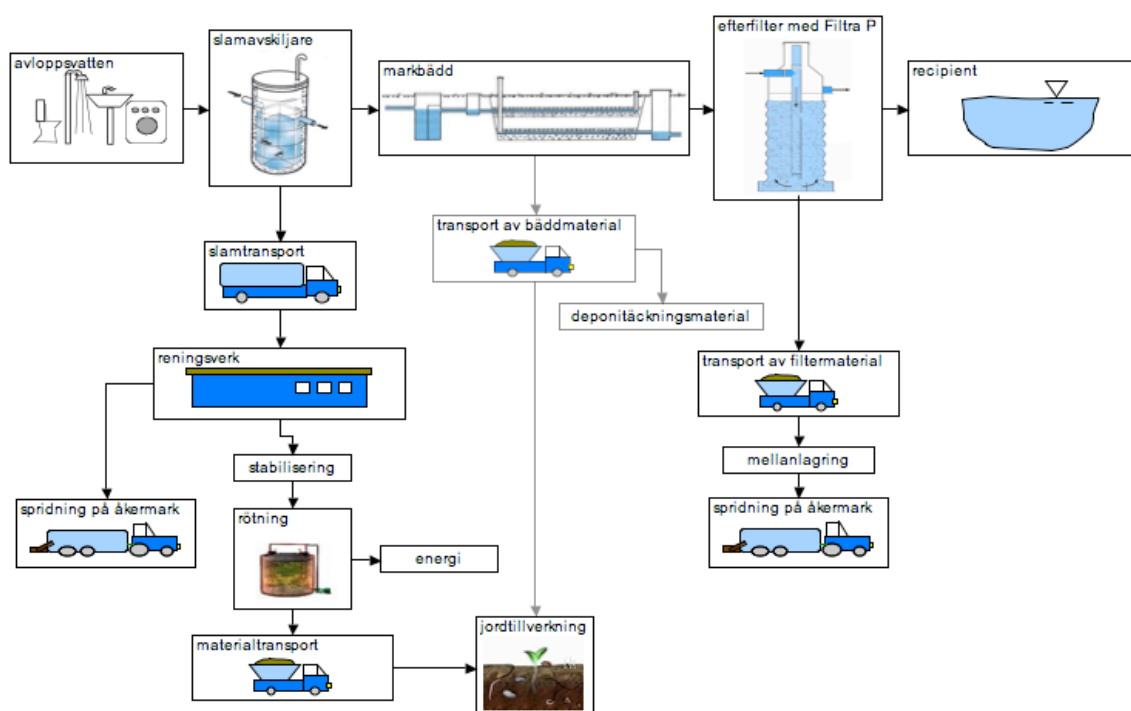 avloppsvatten
slamavskiljare
markbädd
efterfilter med Filtra P
recipient
slamtransport
transport av bäddmaterial
deponitäckningsmaterial
reningsverk
transport av filtermaterial
stabilisering
mellanlagring
spridning på åkermark
rötning
spridning på åkermark
energi
materialtransport
jordtillverkning